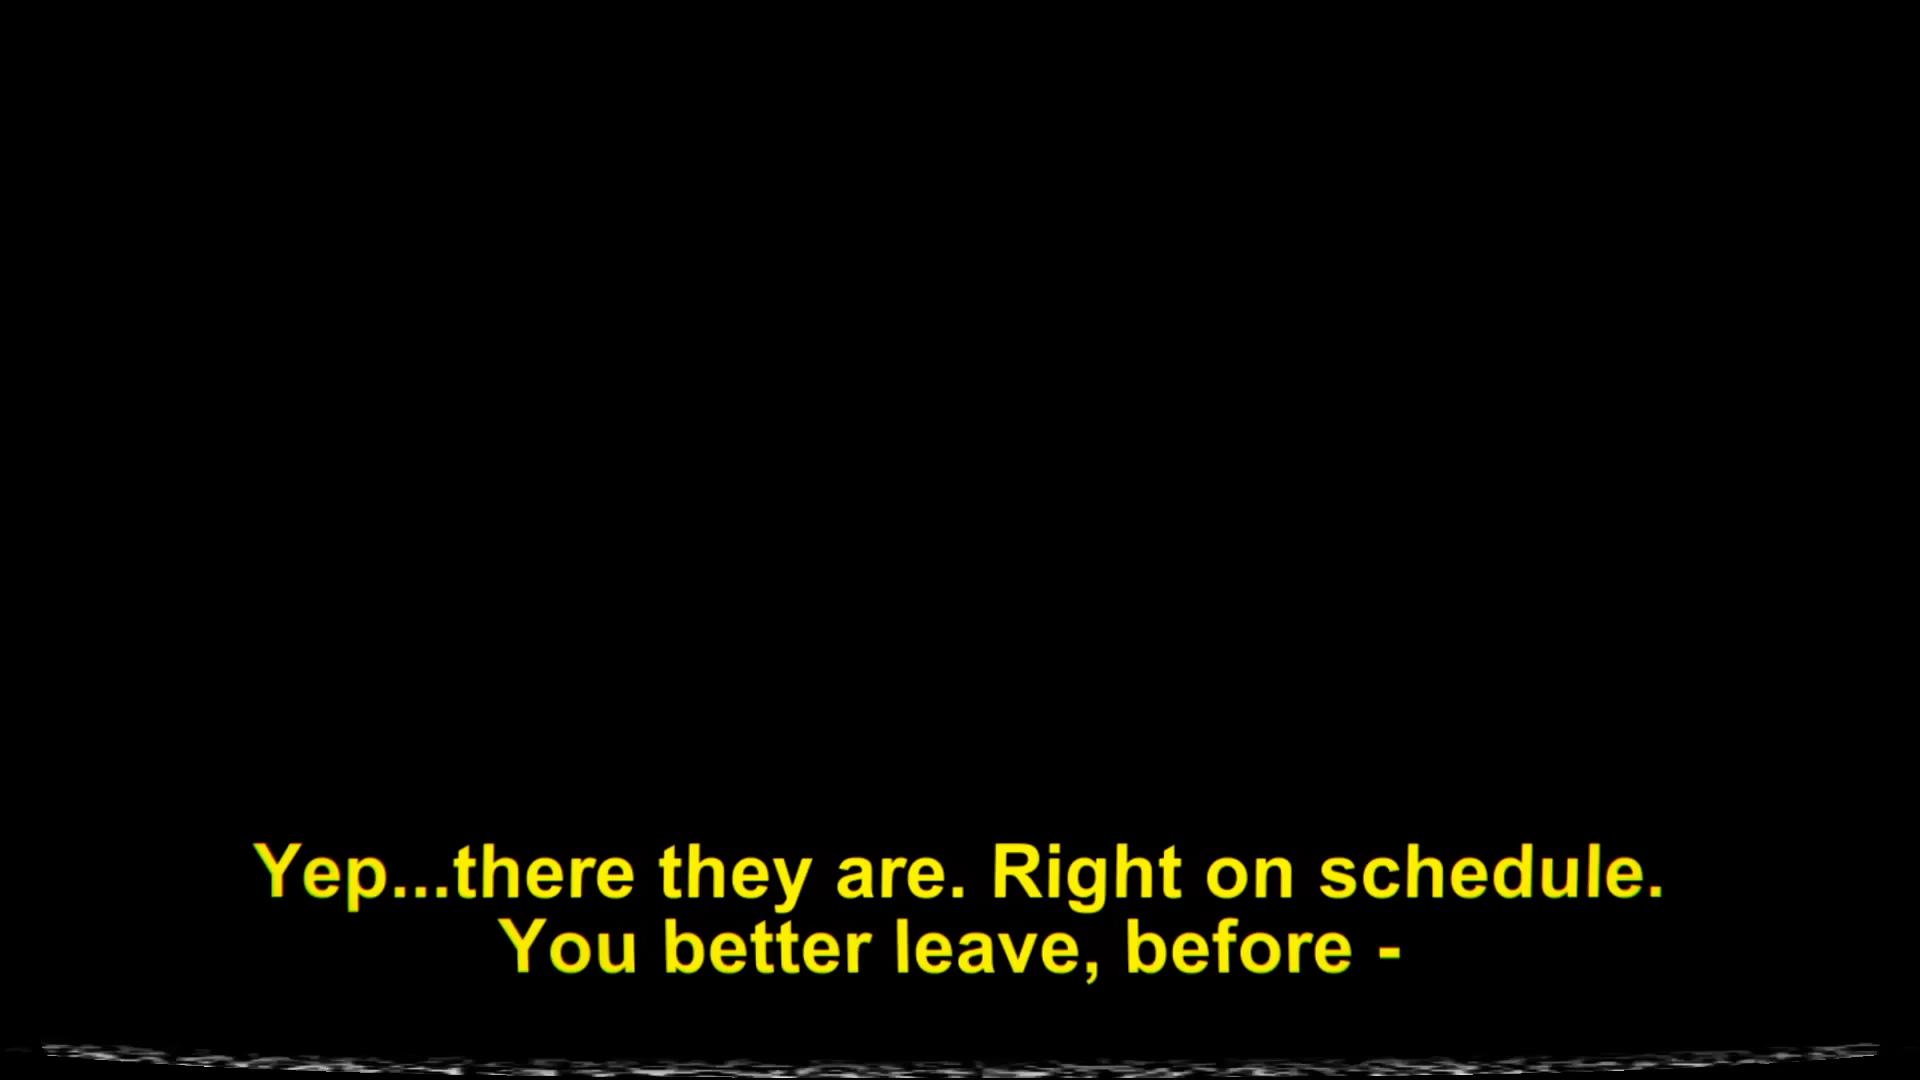 Yep...there they are. Right on schedule.
You better leave, before -